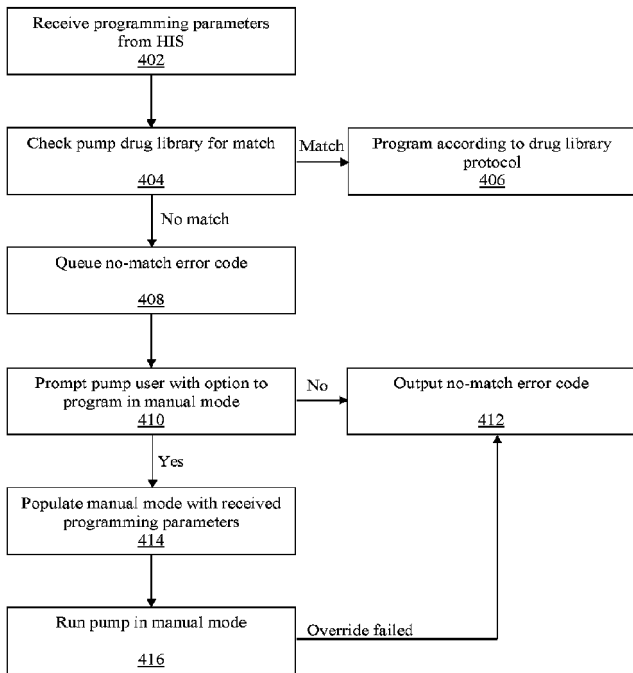 Receive programming parameters
from HIS
402
Check pump drug library for match
404
Match
Program according to drug library
protocol
406
No match
Queue no-match error code
408
Prompt pump user with option to
program in manual mode
410
No
Output no-match error code
412
Yes
Populate manual mode with received
programming parameters
414
Run pump in manual mode
416
Override failed